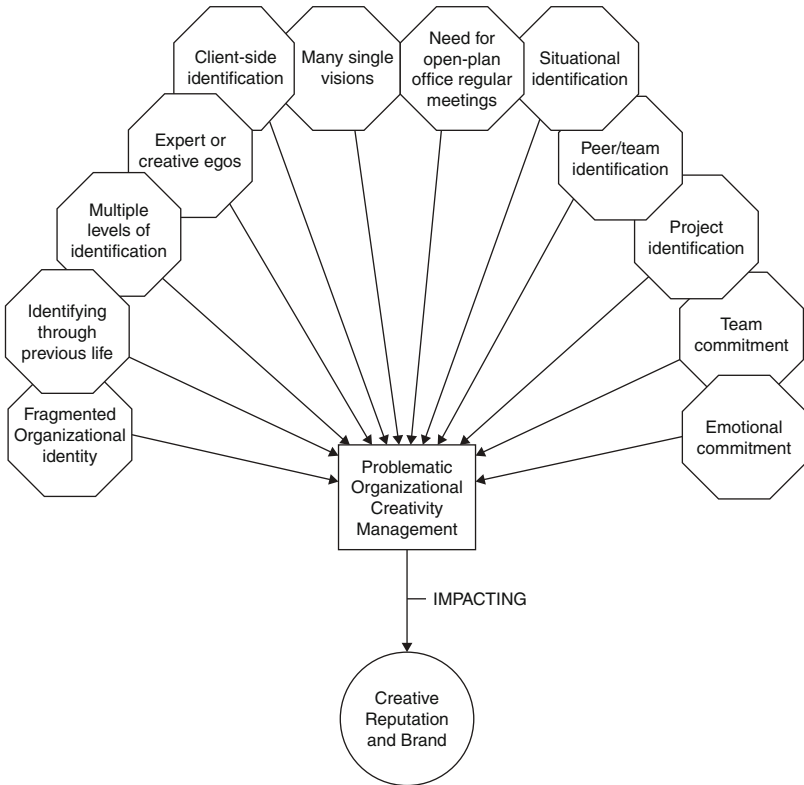 Client-side
identification
Many single
visions
Need for
open-plan
office regular
meetings
Situational
identification
Expert or
creative egos
Peer/team
identification
Multiple
levels of
identification
Project
identification
Identifying
through
previous life
Team
commitment
Fragmented
Organizational
identity
Emotional
commitment
Problematic
Organizational
Creativity
Management
IMPACTING
Creative
Reputation
and Brand